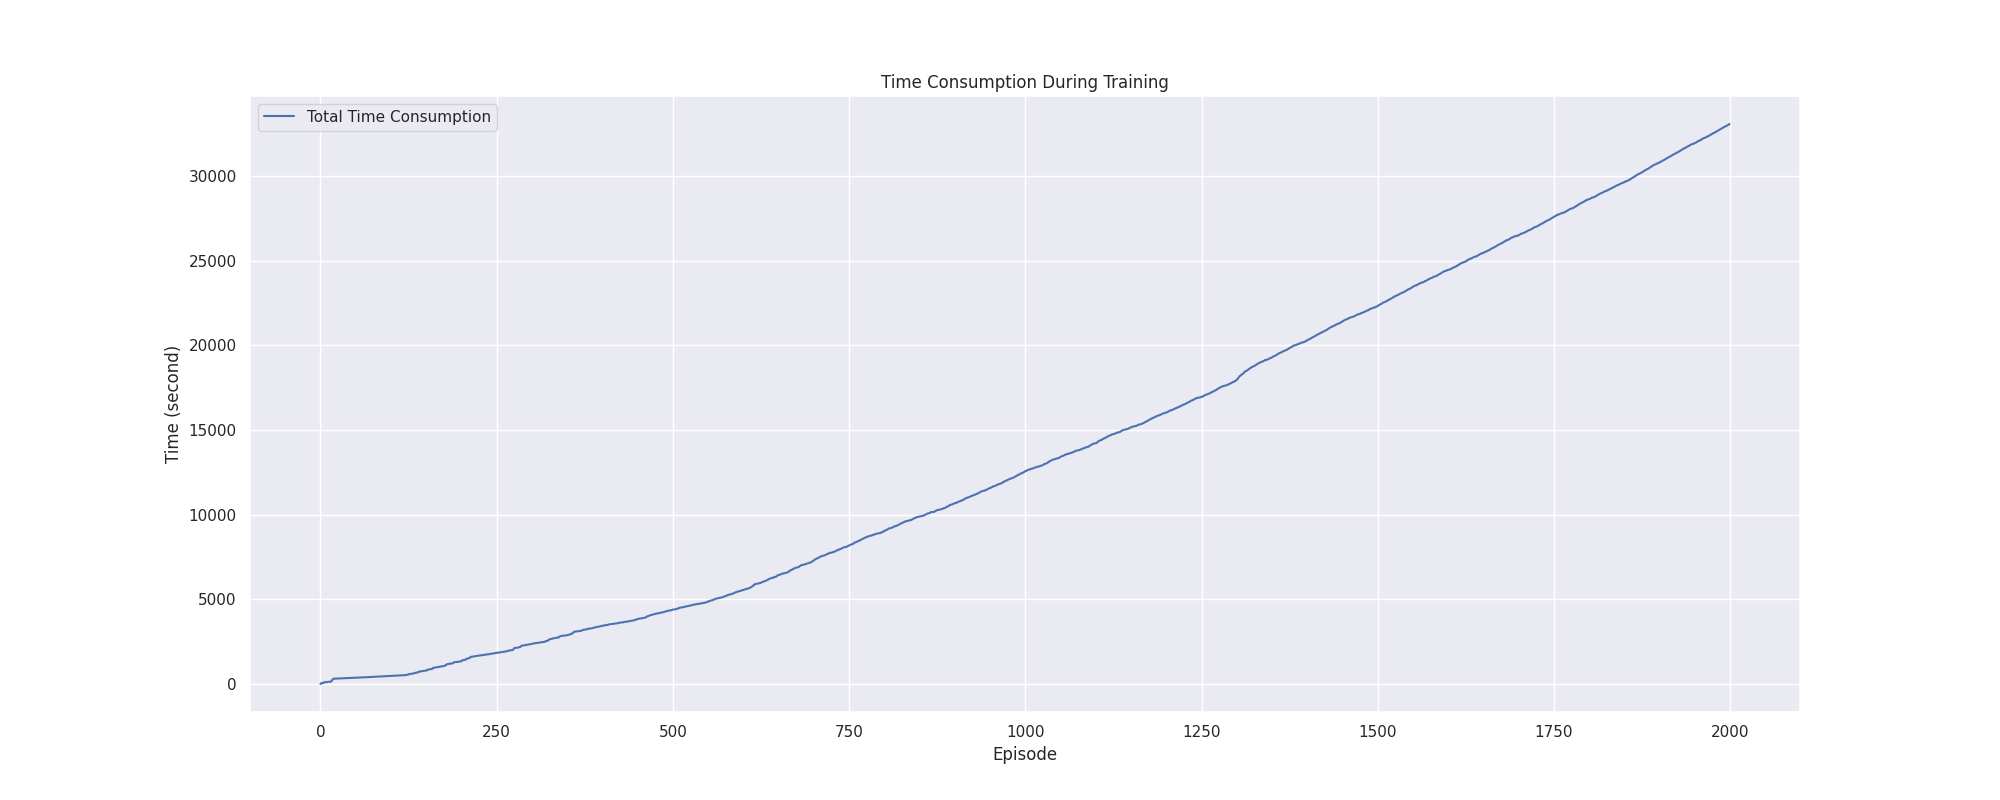 Time Consumption During Training
Total Time Consumption
Time (second)
30000
25000
20000
15000
10000
5000
0
0 250 500 750 1000 1250 1500 1750 2000
Episode